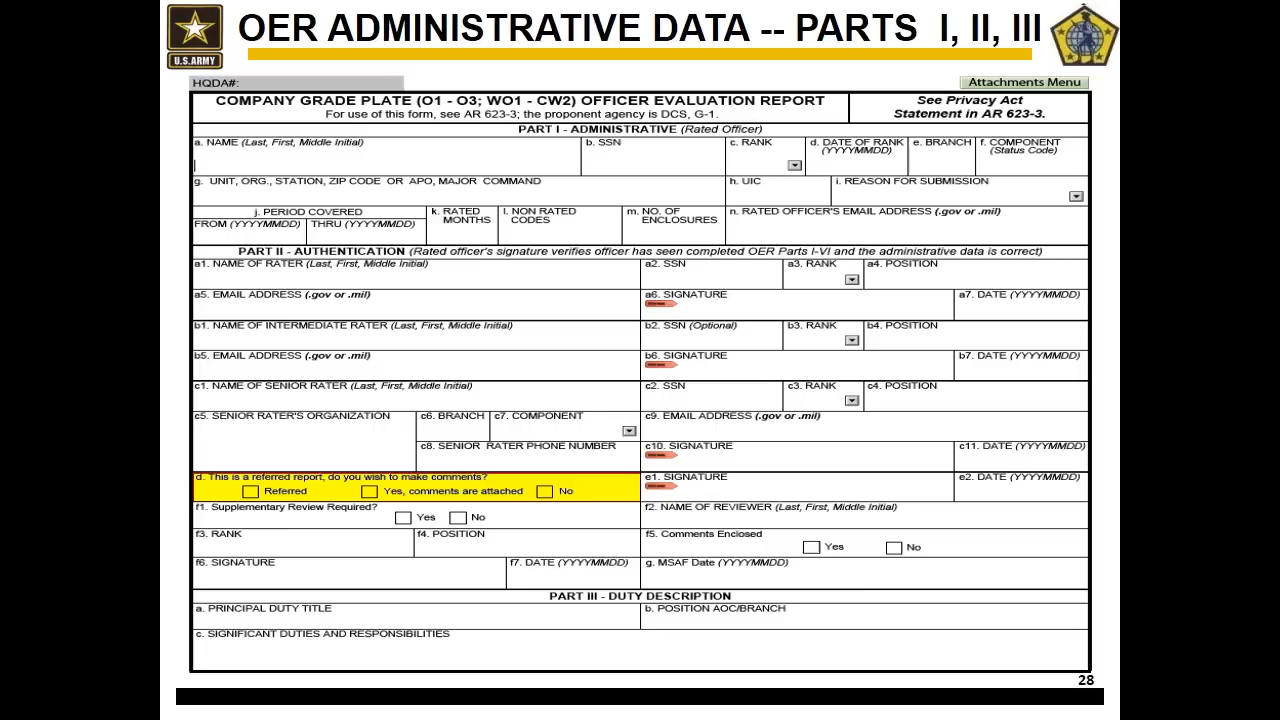 OER ADMINISTRATIVE DATA -- PARTS I, II, III
U.S.ARMY
HQDA#:
Attachments Menu
COMPANY GRADE PLATE (O1 - O3; WO1 - CW2) OFFICER EVALUATION REPORT
For use of this form, see AR 623-3; the proponent agency is DCS, G-1.
See Privacy Act
Statement in AR 623-3.
PART I - ADMINISTRATIVE (Rated Officer)
a. NAME (Last, First, Middle Initial)
b. SSN
c. RANK
d. DATE OF RANK
(YYYYMMDD)
e. BRANCH
f. COMPONENT
(Status Code)
g. UNIT, ORG., STATION, ZIP CODE OR APO, MAJOR COMMAND
h. UIC
i. REASON FOR SUBMISSION
j. PERIOD COVERED
FROM (YYYYMMDD)
THRU (YYYYMMDD)
k. RATED
MONTHS
l. NON RATED
CODES
m. NO. OF
ENCLOSURES
n. RATED OFFICER'S EMAIL ADDRESS (.gov or .mil)
PART II - AUTHENTICATION (Rated officer's signature verifies officer has seen completed OER Parts I-VI and the administrative data is correct)
a1. NAME OF RATER (Last, First, Middle Initial)
a2. SSN
a3. RANK
a4. POSITION
a5. EMAIL ADDRESS (.gov or .mil)
a6. SIGNATURE
a7. DATE (YYYYMMDD)
b1. NAME OF INTERMEDIATE RATER (Last, First, Middle Initial)
b2. SSN (Optional)
b3. RANK
b4. POSITION
b5. EMAIL ADDRESS (.gov or .mil)
b6. SIGNATURE
b7. DATE (YYYYMMDD)
c1. NAME OF SENIOR RATER (Last, First, Middle Initial)
c2. SSN
c3. RANK
c4. POSITION
c5. SENIOR RATER'S ORGANIZATION
c6. BRANCH
c7. COMPONENT
c9. EMAIL ADDRESS (.gov or .mil)
c8. SENIOR RATER PHONE NUMBER
c10. SIGNATURE
c11. DATE (YYYYMMDD)
d. This is a referred report, do you wish to make comments?
Referred
Yes, comments are attached
No
e1. SIGNATURE
e2. DATE (YYYYMMDD)
f1. Supplementary Review Required?
Yes
No
f2. NAME OF REVIEWER (Last, First, Middle Initial)
f3. RANK
f4. POSITION
f5. Comments Enclosed
Yes
No
f6. SIGNATURE
f7. DATE (YYYYMMDD)
g. MSAF Date (YYYYMMDD)
PART III - DUTY DESCRIPTION
a. PRINCIPAL DUTY TITLE
b. POSITION AOC/BRANCH
c. SIGNIFICANT DUTIES AND RESPONSIBILITIES
28